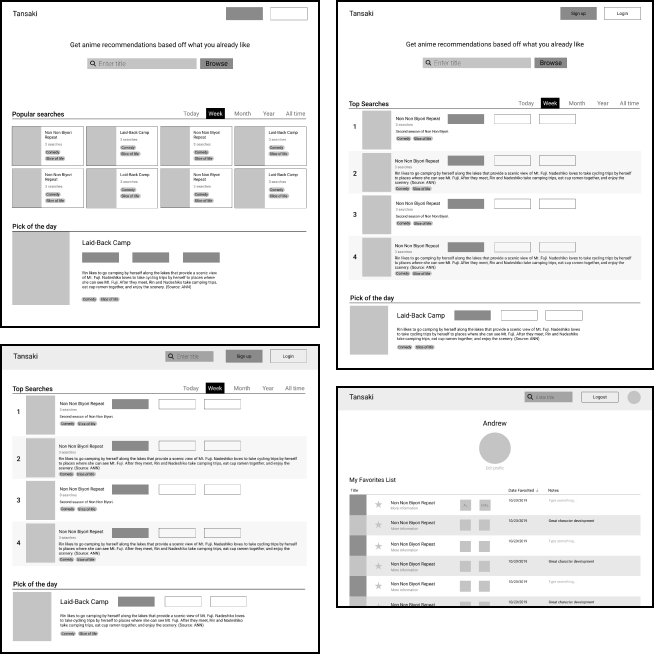 Tansaki
Get anime recommendations based off what you already like
Enter title
Browse
Popular searches
Today Week Month Year All time
Non Non Biyori Repeat
3 searches
Comedy
Slice of life
Laid-Back Camp
3 searches
Comedy
Slice of life
Non Non Biyori Repeat
3 searches
Comedy
Slice of life
Laid-Back Camp
3 searches
Comedy
Slice of life
Non Non Biyori Repeat
3 searches
Comedy
Slice of life
Laid-Back Camp
3 searches
Comedy
Slice of life
Non Non Biyori Repeat
3 searches
Comedy
Slice of life
Laid-Back Camp
3 searches
Comedy
Slice of life
Pick of the day
Laid-Back Camp
Rin likes to go camping by herself along the lakes that provide a scenic view
of Mt. Fuji. Nadeshiko loves to take cycling trips by herself to places where
she can see Mt. Fuji. After they meet, Rin and Nadeshiko take camping trips,
eat cup ramen together, and enjoy the scenery. (Source: ANN)
Comedy Slice of life
Tansaki
Sign up Login
Get anime recommendations based off what you already like
Enter title
Browse
Top Searches
Today Week Month Year All time
1
Non Non Biyori Repeat
3 searches
Second season of Non Non Biyori.
Comedy Slice of life
2
Non Non Biyori Repeat
3 searches
Rin likes to go camping by herself along the lakes that provide a scenic view of Mt. Fuji. Nadeshiko loves to take cycling trips by herself
to places where she can see Mt. Fuji. After they meet, Rin and Nadeshiko take camping trips, eat cup ramen together, and enjoy the
scenery. (Source: ANN)
Comedy Slice of life
3
Non Non Biyori Repeat
3 searches
Second season of Non Non Biyori.
Comedy Slice of life
4
Non Non Biyori Repeat
3 searches
Rin likes to go camping by herself along the lakes that provide a scenic view of Mt. Fuji. Nadeshiko loves to take cycling trips by herself
to places where she can see Mt. Fuji. After they meet, Rin and Nadeshiko take camping trips, eat cup ramen together, and enjoy the
scenery. (Source: ANN)
Comedy Slice of life
Pick of the day
Laid-Back Camp
Rin likes to go camping by herself along the lakes that provide a scenic view of Mt. Fuji. Nadeshiko loves
to take cycling trips by herself to places where she can see Mt. Fuji. After they meet, Rin and Nadeshiko
take camping trips, eat cup ramen together, and enjoy the scenery. (Source: ANN)
Comedy Slice of life
Tansaki
Enter title
Sign up Login
Top Searches
Today Week Month Year All time
1
Non Non Biyori Repeat
3 searches
Second season of Non Non Biyori.
Comedy Slice of life
2
Non Non Biyori Repeat
3 searches
Rin likes to go camping by herself along the lakes that provide a scenic view of Mt. Fuji. Nadeshiko loves to take cycling trips by herself
to places where she can see Mt. Fuji. After they meet, Rin and Nadeshiko take camping trips, eat cup ramen together, and enjoy the
scenery. (Source: ANN)
Comedy Slice of life
3
Non Non Biyori Repeat
3 searches
Second season of Non Non Biyori.
Comedy Slice of life
4
Non Non Biyori Repeat
3 searches
Rin likes to go camping by herself along the lakes that provide a scenic view of Mt. Fuji. Nadeshiko loves to take cycling trips by herself
to places where she can see Mt. Fuji. After they meet, Rin and Nadeshiko take camping trips, eat cup ramen together, and enjoy the
scenery. (Source: ANN)
Comedy Slice of life
Pick of the day
Laid-Back Camp
Rin likes to go camping by herself along the lakes that provide a scenic view of Mt. Fuji. Nadeshiko loves
to take cycling trips by herself to places where she can see Mt. Fuji. After they meet, Rin and Nadeshiko
take camping trips, eat cup ramen together, and enjoy the scenery. (Source: ANN)
Comedy Slice of life
Tansaki
Enter title
Logout
Andrew
Edit profile
My Favorites List
Title Date Favorited ↓ Notes
Non Non Biyori Repeat 10/20/2019 Type something...
More information
Non Non Biyori Repeat 10/20/2019 Great character development
More information
Non Non Biyori Repeat 10/20/2019 Type something...
More information
Non Non Biyori Repeat 10/20/2019 Great character development
More information
Non Non Biyori Repeat 10/20/2019 Type something...
More information
Non Non Biyori Repeat 10/20/2019 Great character development